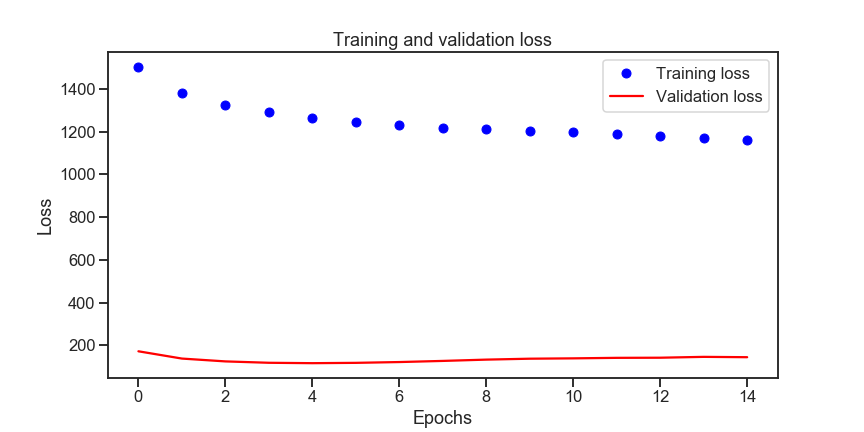 Training and validation loss
Training loss
Validation loss
1400
1200
1000
800
600
400
200
Loss
0 2 4 6 8 10 12 14
Epochs